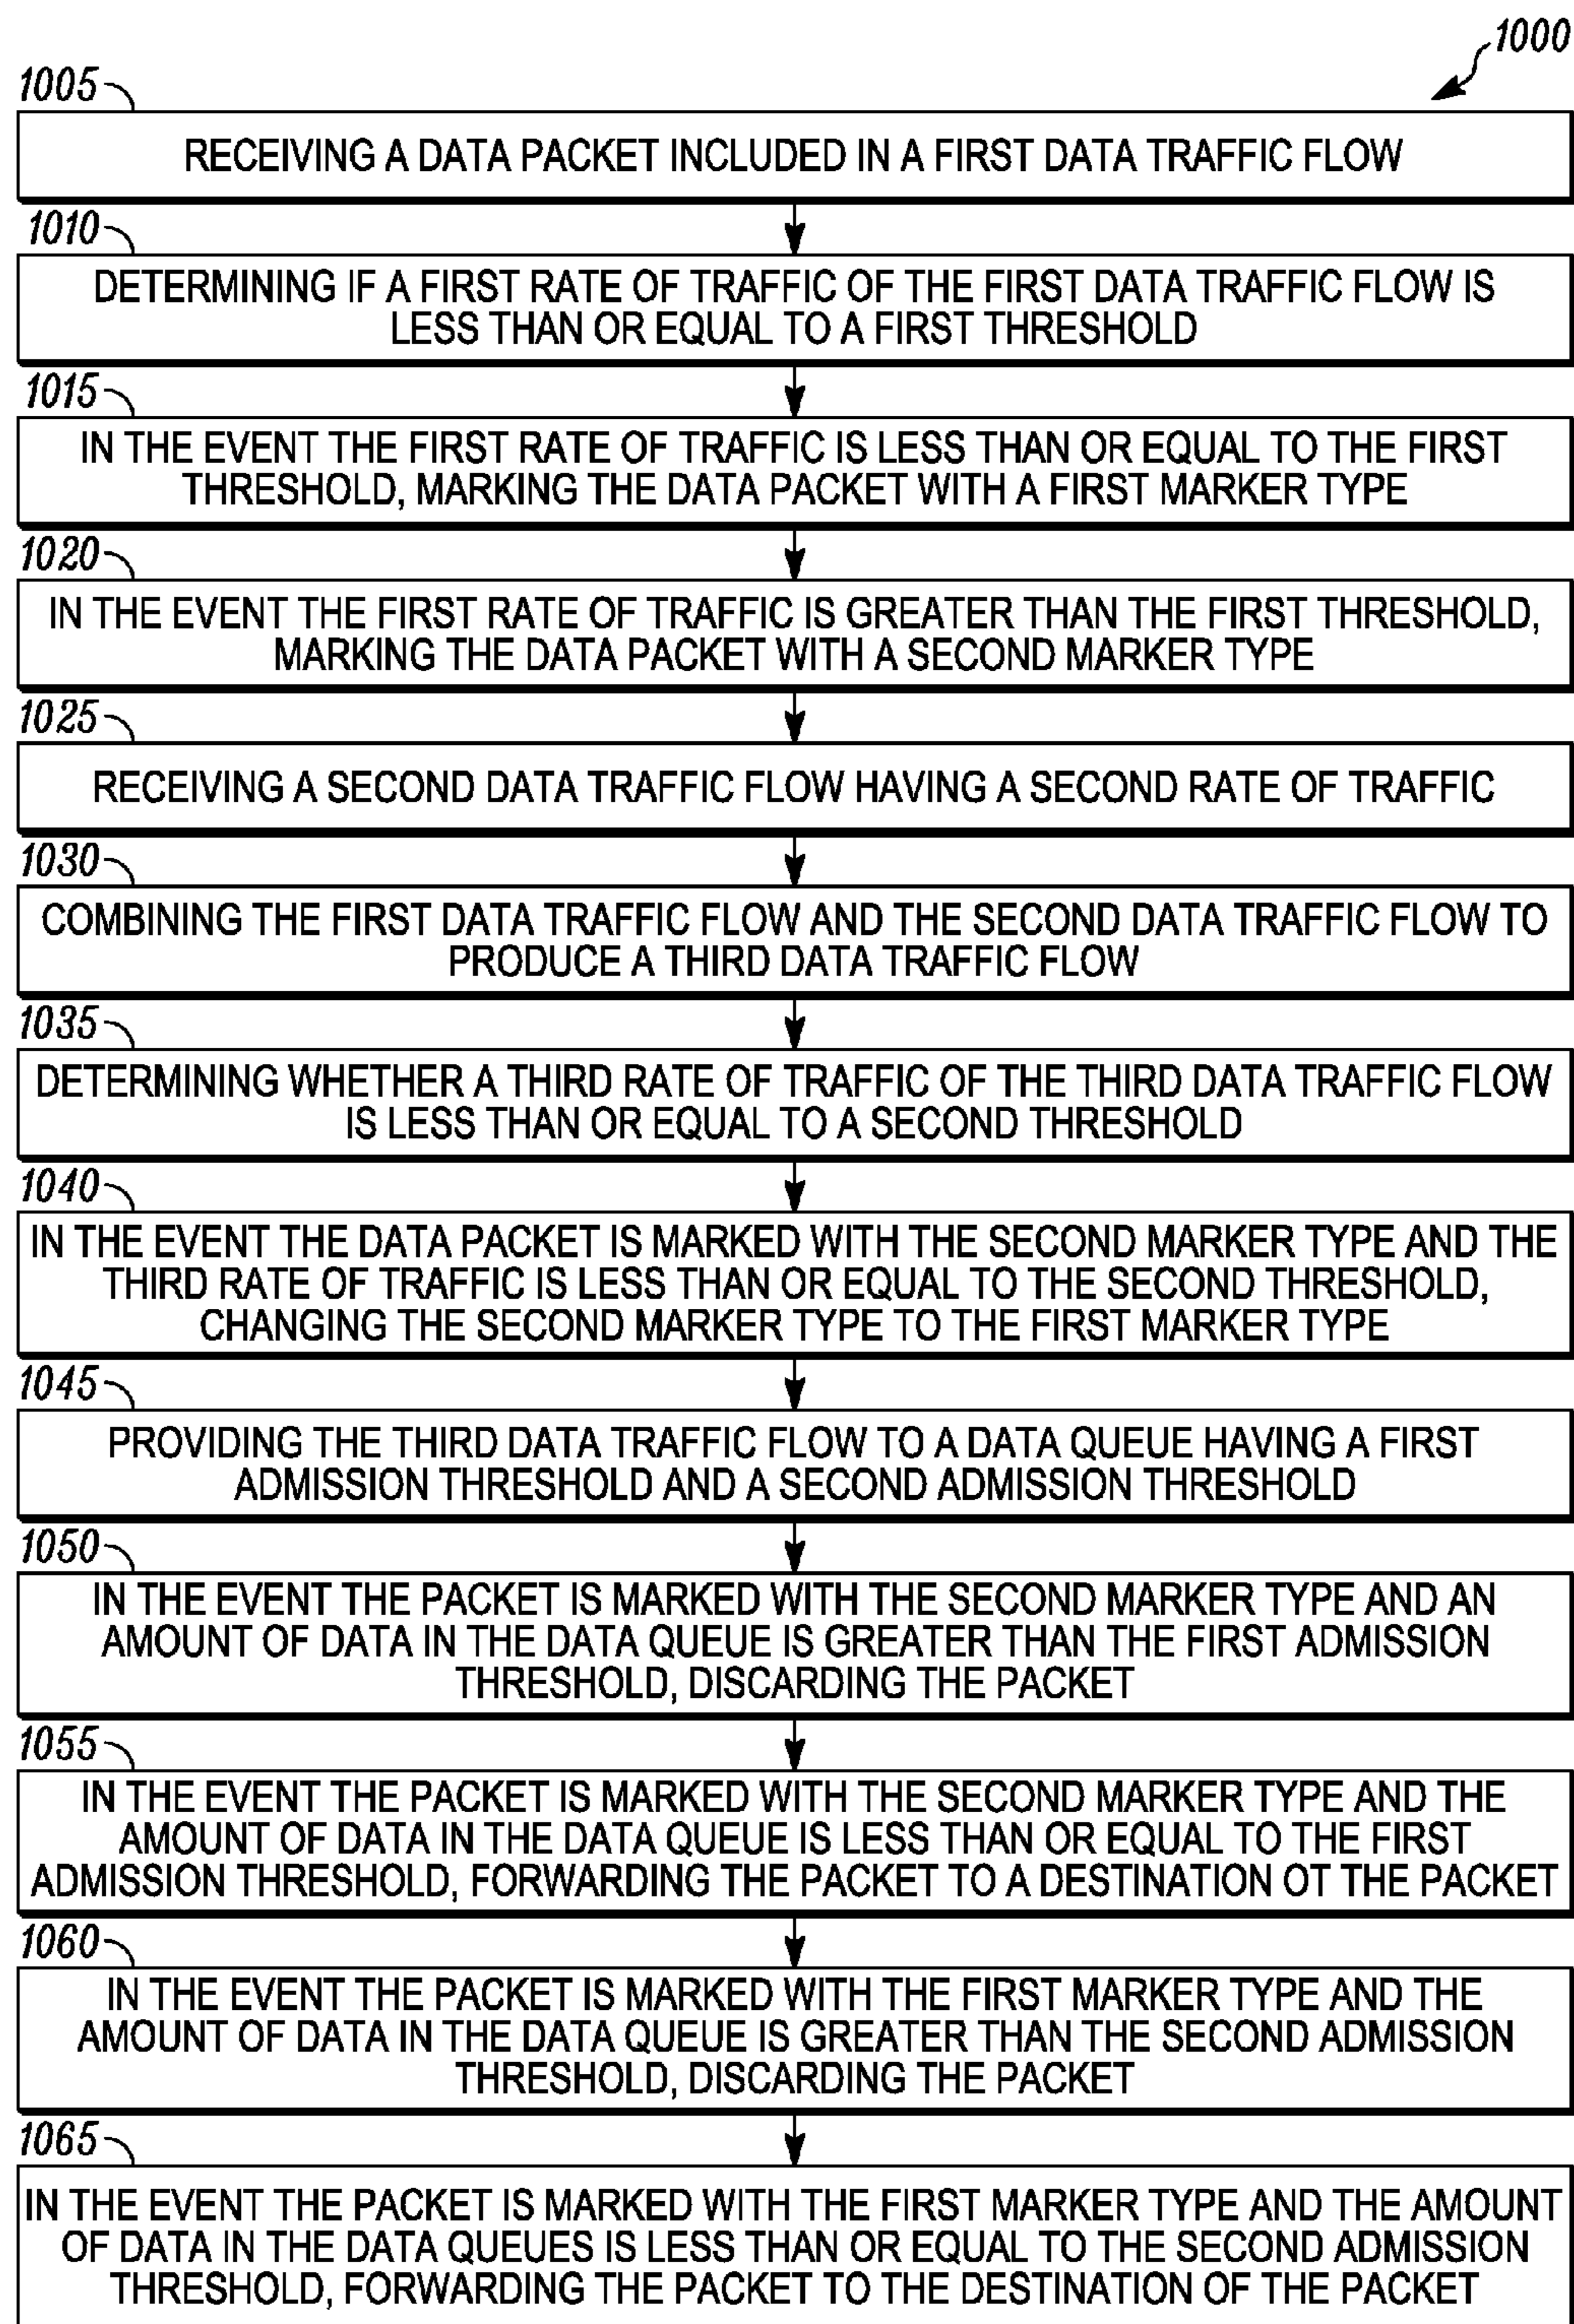 1000
1005
RECEIVING A DATA PACKET INCLUDED IN A FIRST DATA TRAFFIC FLOW
1010
DETERMINING IF A FIRST RATE OF TRAFFIC OF THE FIRST DATA TRAFFIC FLOW IS
LESS THAN OR EQUAL TO A FIRST THRESHOLD
1015
IN THE EVENT THE FIRST RATE OF TRAFFIC IS LESS THAN OR EQUAL TO THE FIRST
THRESHOLD, MARKING THE DATA PACKET WITH A FIRST MARKER TYPE
1020
IN THE EVENT THE FIRST RATE OF TRAFFIC IS GREATER THAN THE FIRST THRESHOLD,
MARKING THE DATA PACKET WITH A SECOND MARKER TYPE
1025
RECEIVING A SECOND DATA TRAFFIC FLOW HAVING A SECOND RATE OF TRAFFIC
1030
COMBINING THE FIRST DATA TRAFFIC FLOW AND THE SECOND DATA TRAFFIC FLOW TO
PRODUCE A THIRD DATA TRAFFIC FLOW
1035
DETERMINING WHETHER A THIRD RATE OF TRAFFIC OF THE THIRD DATA TRAFFIC FLOW
IS LESS THAN OR EQUAL TO A SECOND THRESHOLD
1040
IN THE EVENT THE DATA PACKET IS MARKED WITH THE SECOND MARKER TYPE AND THE
THIRD RATE OF TRAFFIC IS LESS THAN OR EQUAL TO THE SECOND THRESHOLD,
CHANGING THE SECOND MARKER TYPE TO THE FIRST MARKER TYPE
1045
PROVIDING THE THIRD DATA TRAFFIC FLOW TO A DATA QUEUE HAVING A FIRST
ADMISSION THRESHOLD AND A SECOND ADMISSION THRESHOLD
1050
IN THE EVENT THE PACKET IS MARKED WITH THE SECOND MARKER TYPE AND AN
AMOUNT OF DATA IN THE DATA QUEUE IS GREATER THAN THE FIRST ADMISSION
THRESHOLD, DISCARDING THE PACKET
1055
IN THE EVENT THE PACKET IS MARKED WITH THE SECOND MARKER TYPE AND THE
AMOUNT OF DATA IN THE DATA QUEUE IS LESS THAN OR EQUAL TO THE FIRST
ADMISSION THRESHOLD, FORWARDING THE PACKET TO A DESTINATION OT THE PACKET
1060
IN THE EVENT THE PACKET IS MARKED WITH THE FIRST MARKER TYPE AND THE
AMOUNT OF DATA IN THE DATA QUEUE IS GREATER THAN THE SECOND ADMISSION
THRESHOLD, DISCARDING THE PACKET
1065
IN THE EVENT THE PACKET IS MARKED WITH THE FIRST MARKER TYPE AND THE AMOUNT
OF DATA IN THE DATA QUEUES IS LESS THAN OR EQUAL TO THE SECOND ADMISSION
THRESHOLD, FORWARDING THE PACKET TO THE DESTINATION OF THE PACKET